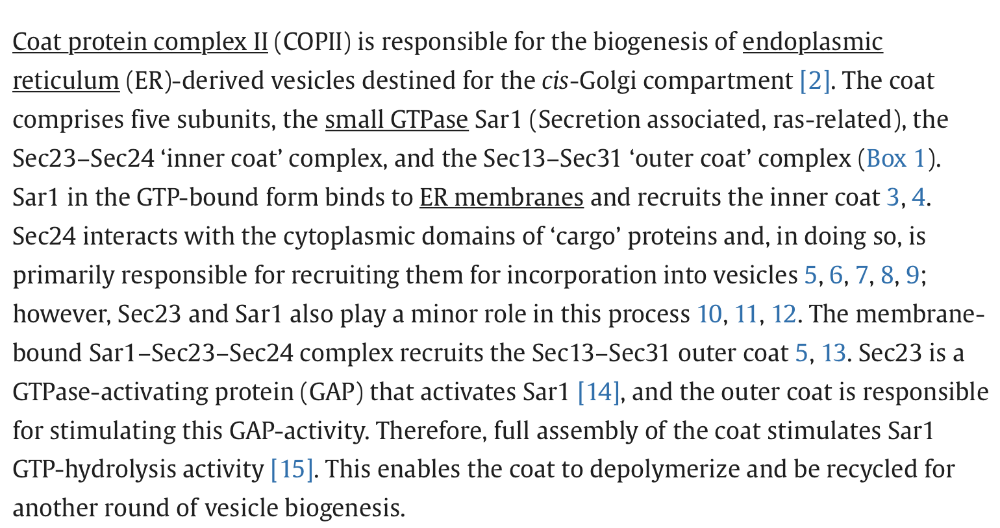 Coat protein complex II (COPII) is responsible for the biogenesis of endoplasmic
reticulum (ER)-derived vesicles destined for the cis-Golgi compartment [2]. The coat
comprises five subunits, the small GTPase Sar1 (Secretion associated, ras-related), the
Sec23–Sec24 ‘inner coat’ complex, and the Sec13–Sec31 ‘outer coat’ complex (Box 1).
Sar1 in the GTP-bound form binds to ER membranes and recruits the inner coat 3, 4.
Sec24 interacts with the cytoplasmic domains of ‘cargo’ proteins and, in doing so, is
primarily responsible for recruiting them for incorporation into vesicles 5, 6, 7, 8, 9;
however, Sec23 and Sar1 also play a minor role in this process 10, 11, 12. The membrane-
bound Sar1–Sec23–Sec24 complex recruits the Sec13–Sec31 outer coat 5, 13. Sec23 is a
GTPase-activating protein (GAP) that activates Sar1 [14], and the outer coat is responsible
for stimulating this GAP-activity. Therefore, full assembly of the coat stimulates Sar1
GTP-hydrolysis activity [15]. This enables the coat to depolymerize and be recycled for
another round of vesicle biogenesis.